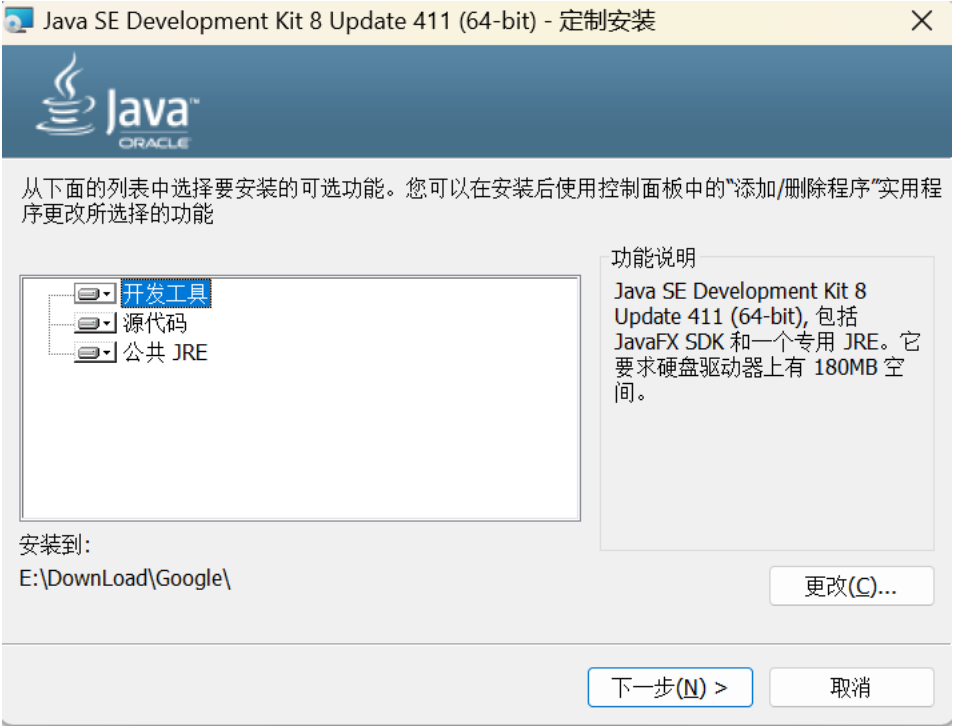 Java SE Development Kit 8 Update 411 (64-bit) - 定制安装
Java™
ORACLE
从下面的列表中选择要安装的可选功能。您可以在安装后使用控制面板中的“添加/删除程序”实用程
序更改所选择的功能
开发工具
源代码
公共 JRE
功能说明
Java SE Development Kit 8
Update 411 (64-bit), 包括
JavaFX SDK 和一个专用 JRE。它
要求硬盘驱动器上有 180MB 空
间。
安装到:
E:\DownLoad\Google\
更改(C)...
下一步(N) >
取消